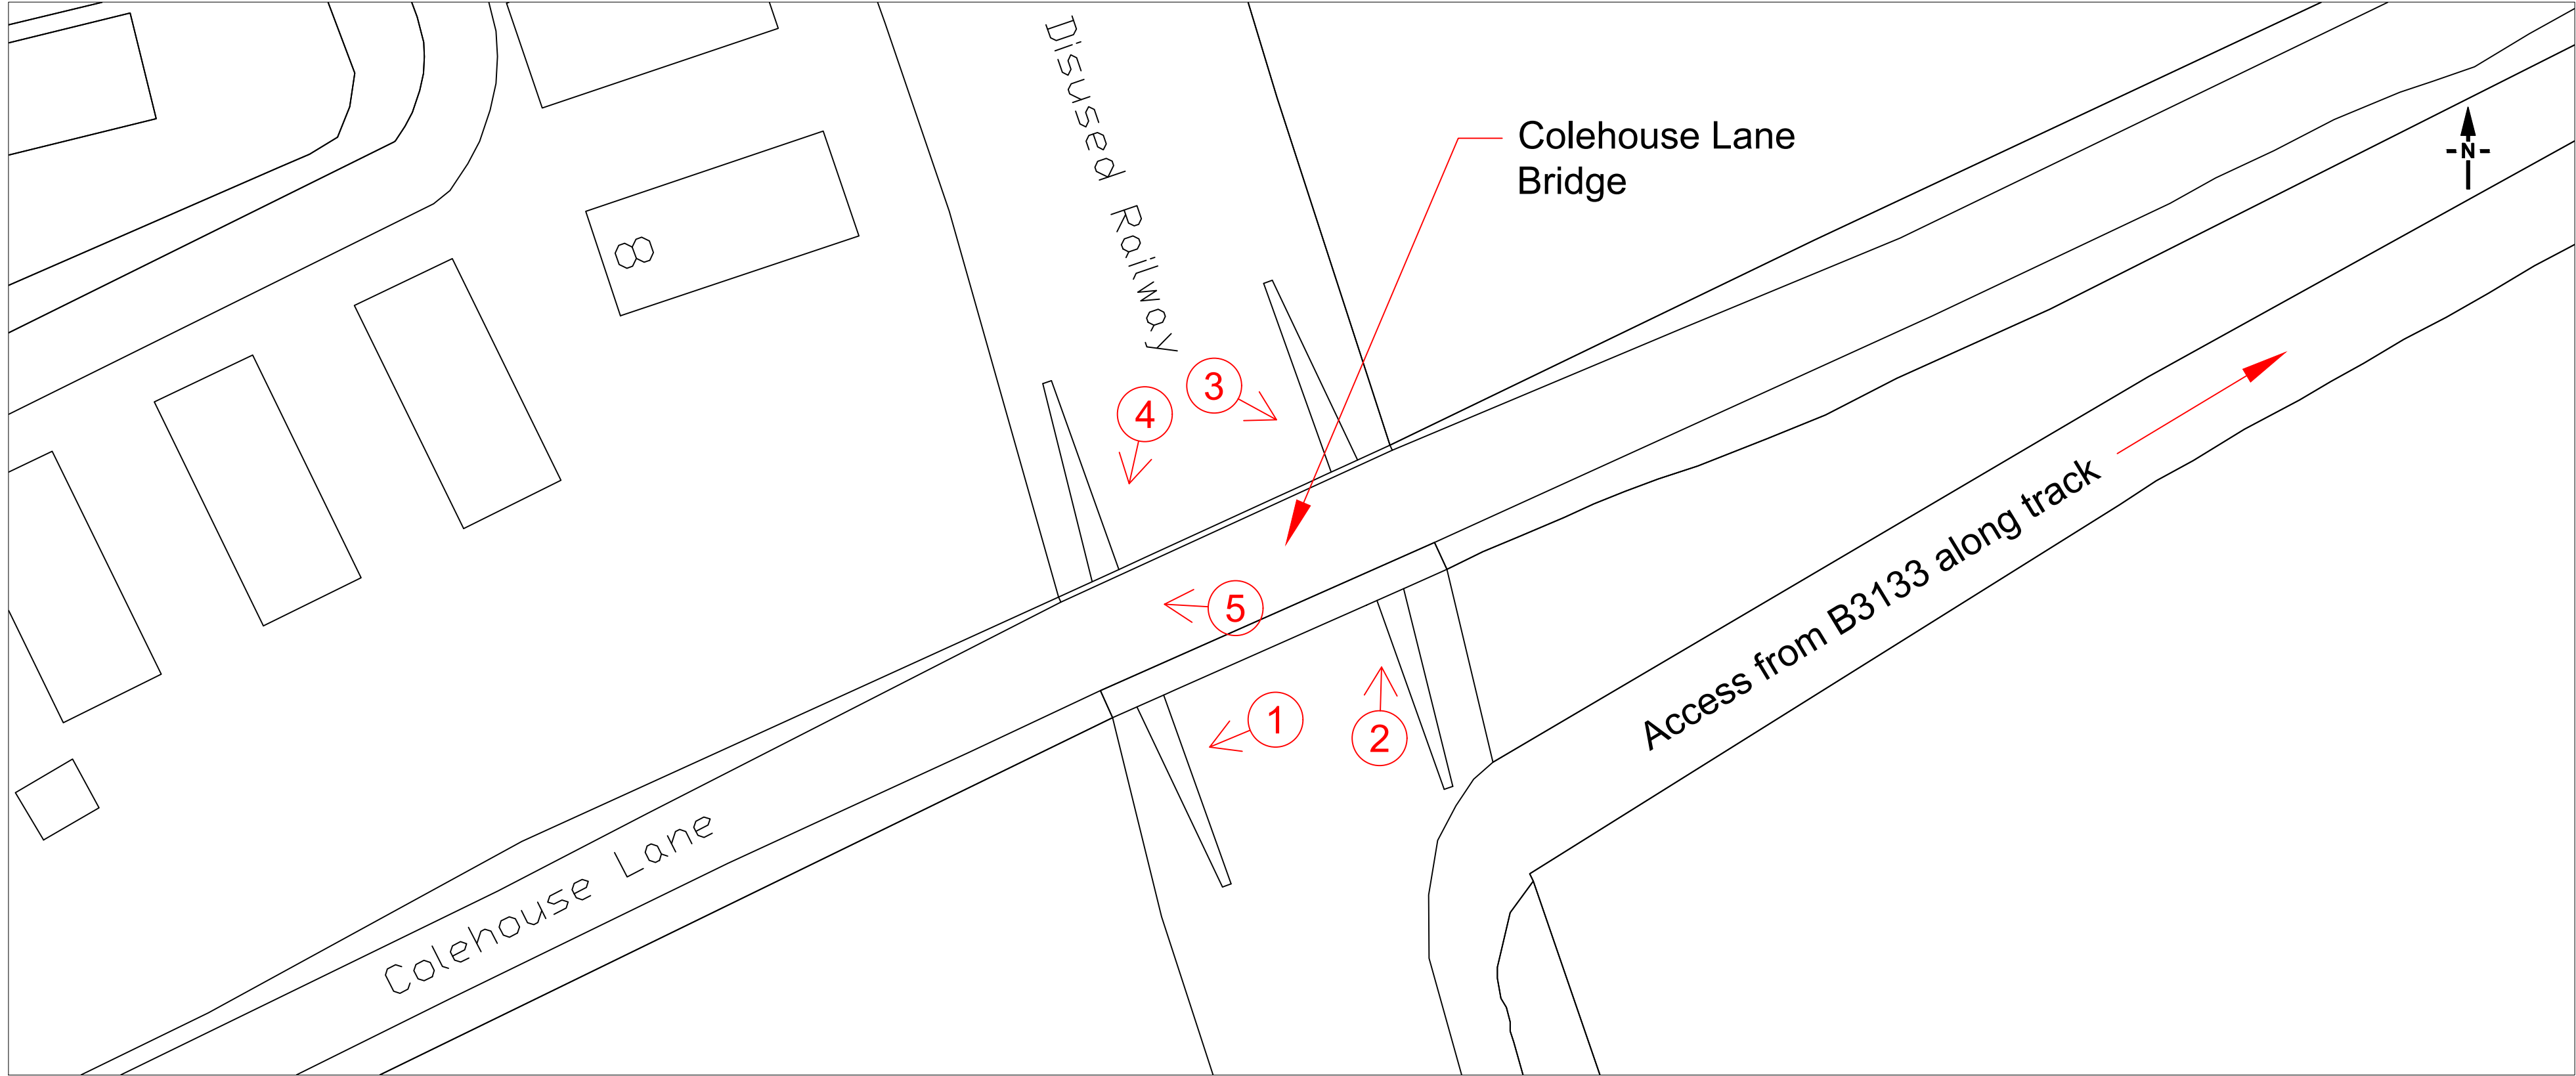 Disused Railway
Colehouse Lane
Bridge
N
8
3
4
5
1
2
Access from B3133 along track
Colehouse Lane